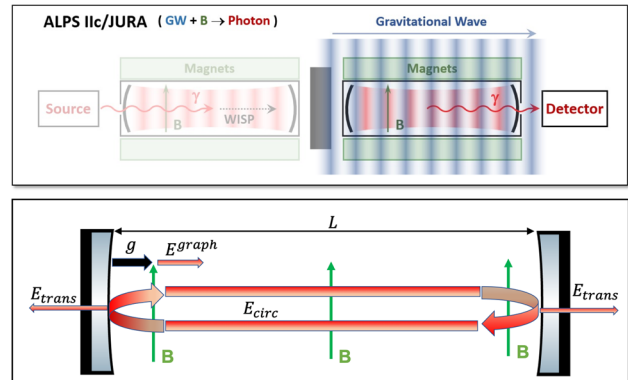 ALPS IIc/JURA ( GW + B → Photon ) Gravitational Wave
Magnets Magnets
Source γ B WISP B γ Detector
L
g E^graph
E_trans E_circ E_trans
B B B